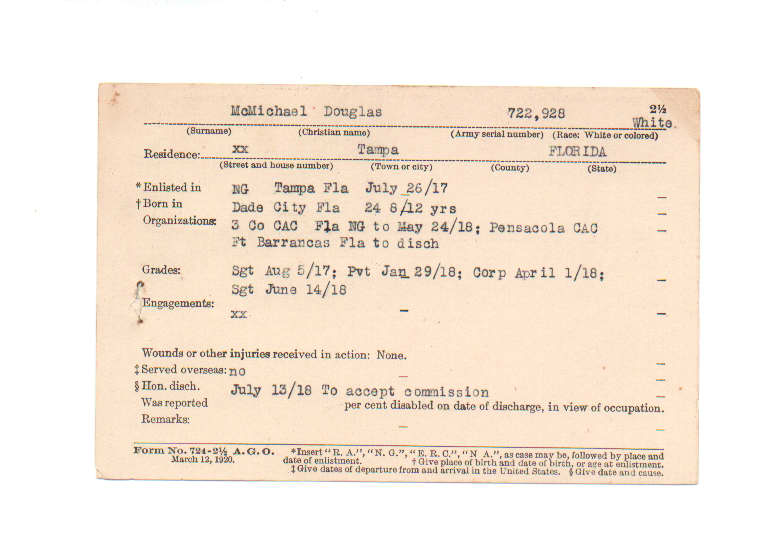 McMichael Douglas 722,928 2½
White.
(Surname) (Christian name) (Army serial number) (Race: White or colored)
Residence: xx Tampa FLORIDA
(Street and house number) (Town or city) (County) (State)
*Enlisted in NG Tampa Fla July 26/17
†Born in Dade City Fla 24 8/12 yrs
Organizations: 3 Co CAC Fla NG to May 24/18; Pensacola CAC
Ft Barrancas Fla to disch
Grades: Sgt Aug 5/17; Pvt Jan 29/18; Corp April 1/18;
Sgt June 14/18
Engagements:
xx
Wounds or other injuries received in action: None.
‡Served overseas: no
§Hon. disch. July 13/18 To accept commission
Was reported per cent disabled on date of discharge, in view of occupation.
Remarks:
Form No. 724-2½ A. G. O. *Insert "R. A.", "N. G.", "E. R. C.", "N A.", as case may be, followed by place and
March 12, 1920. date of enlistment. †Give place of birth and date of birth, or age at enlistment.
‡Give dates of departure from and arrival in the United States. §Give date and cause.